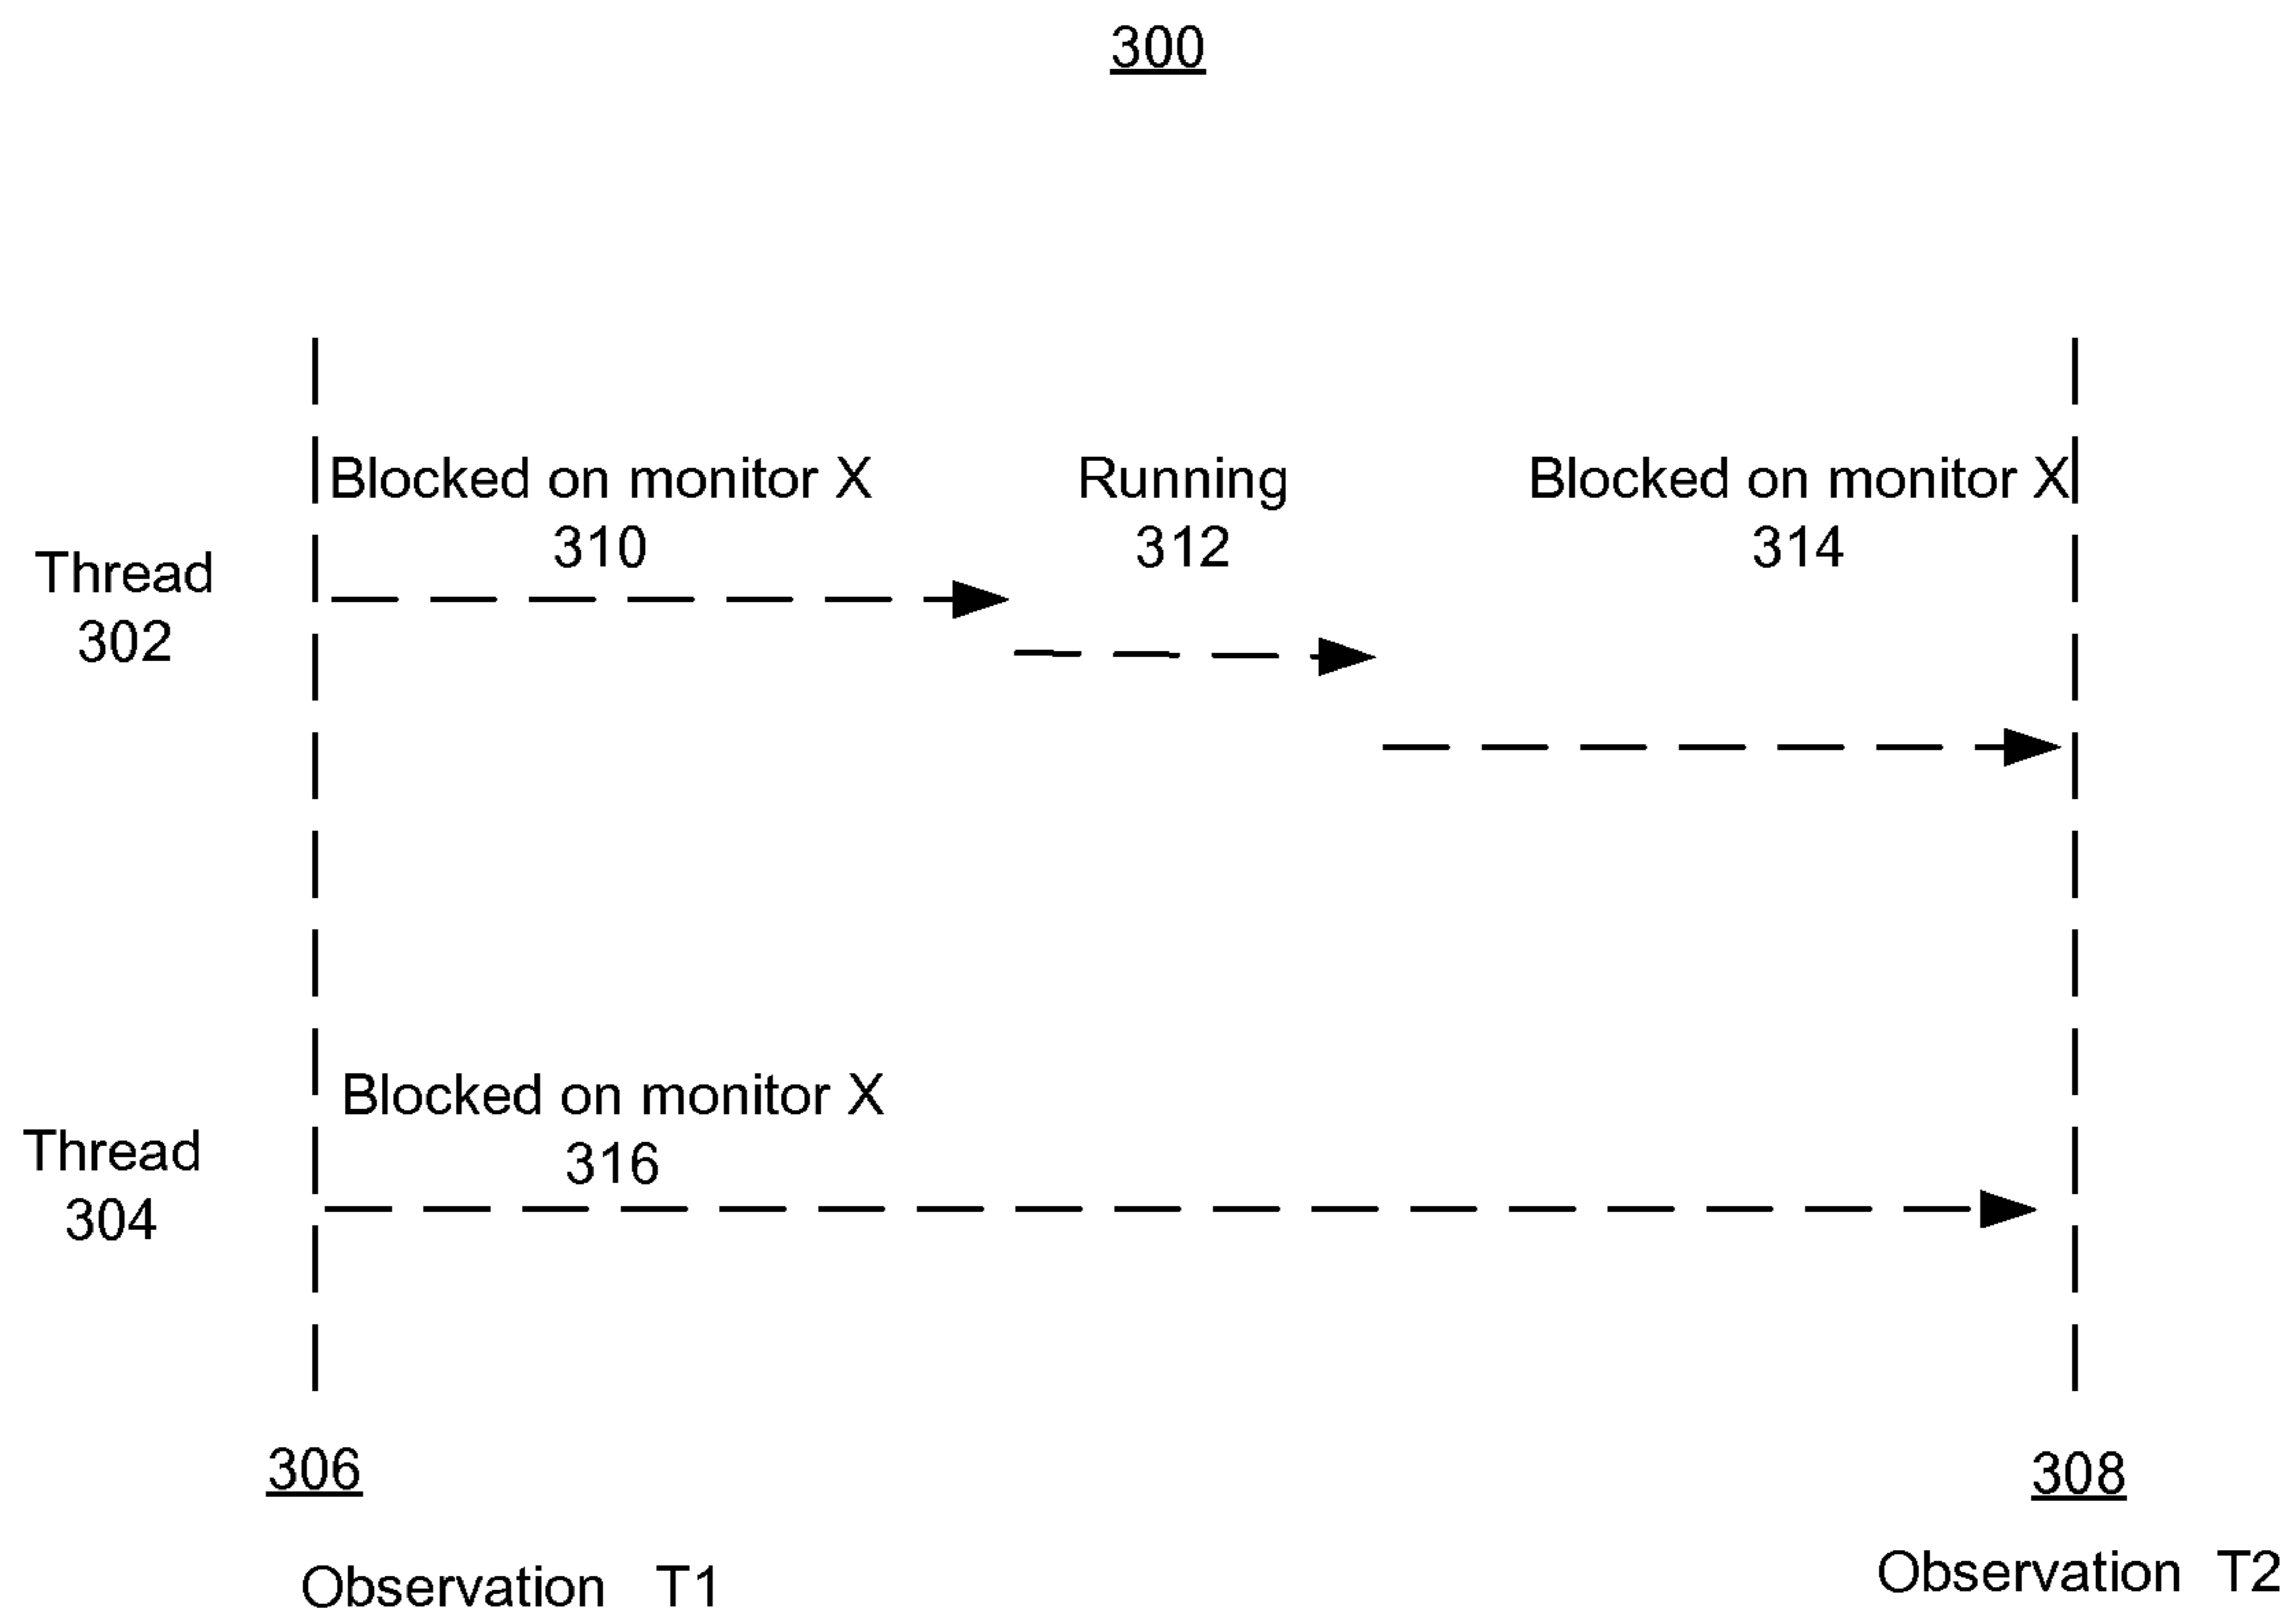 300
Blocked on monitor X
310
Running
312
Blocked on monitor X
314
Thread
302
Blocked on monitor X
316
Thread
304
306
308
Observation T1
Observation T2